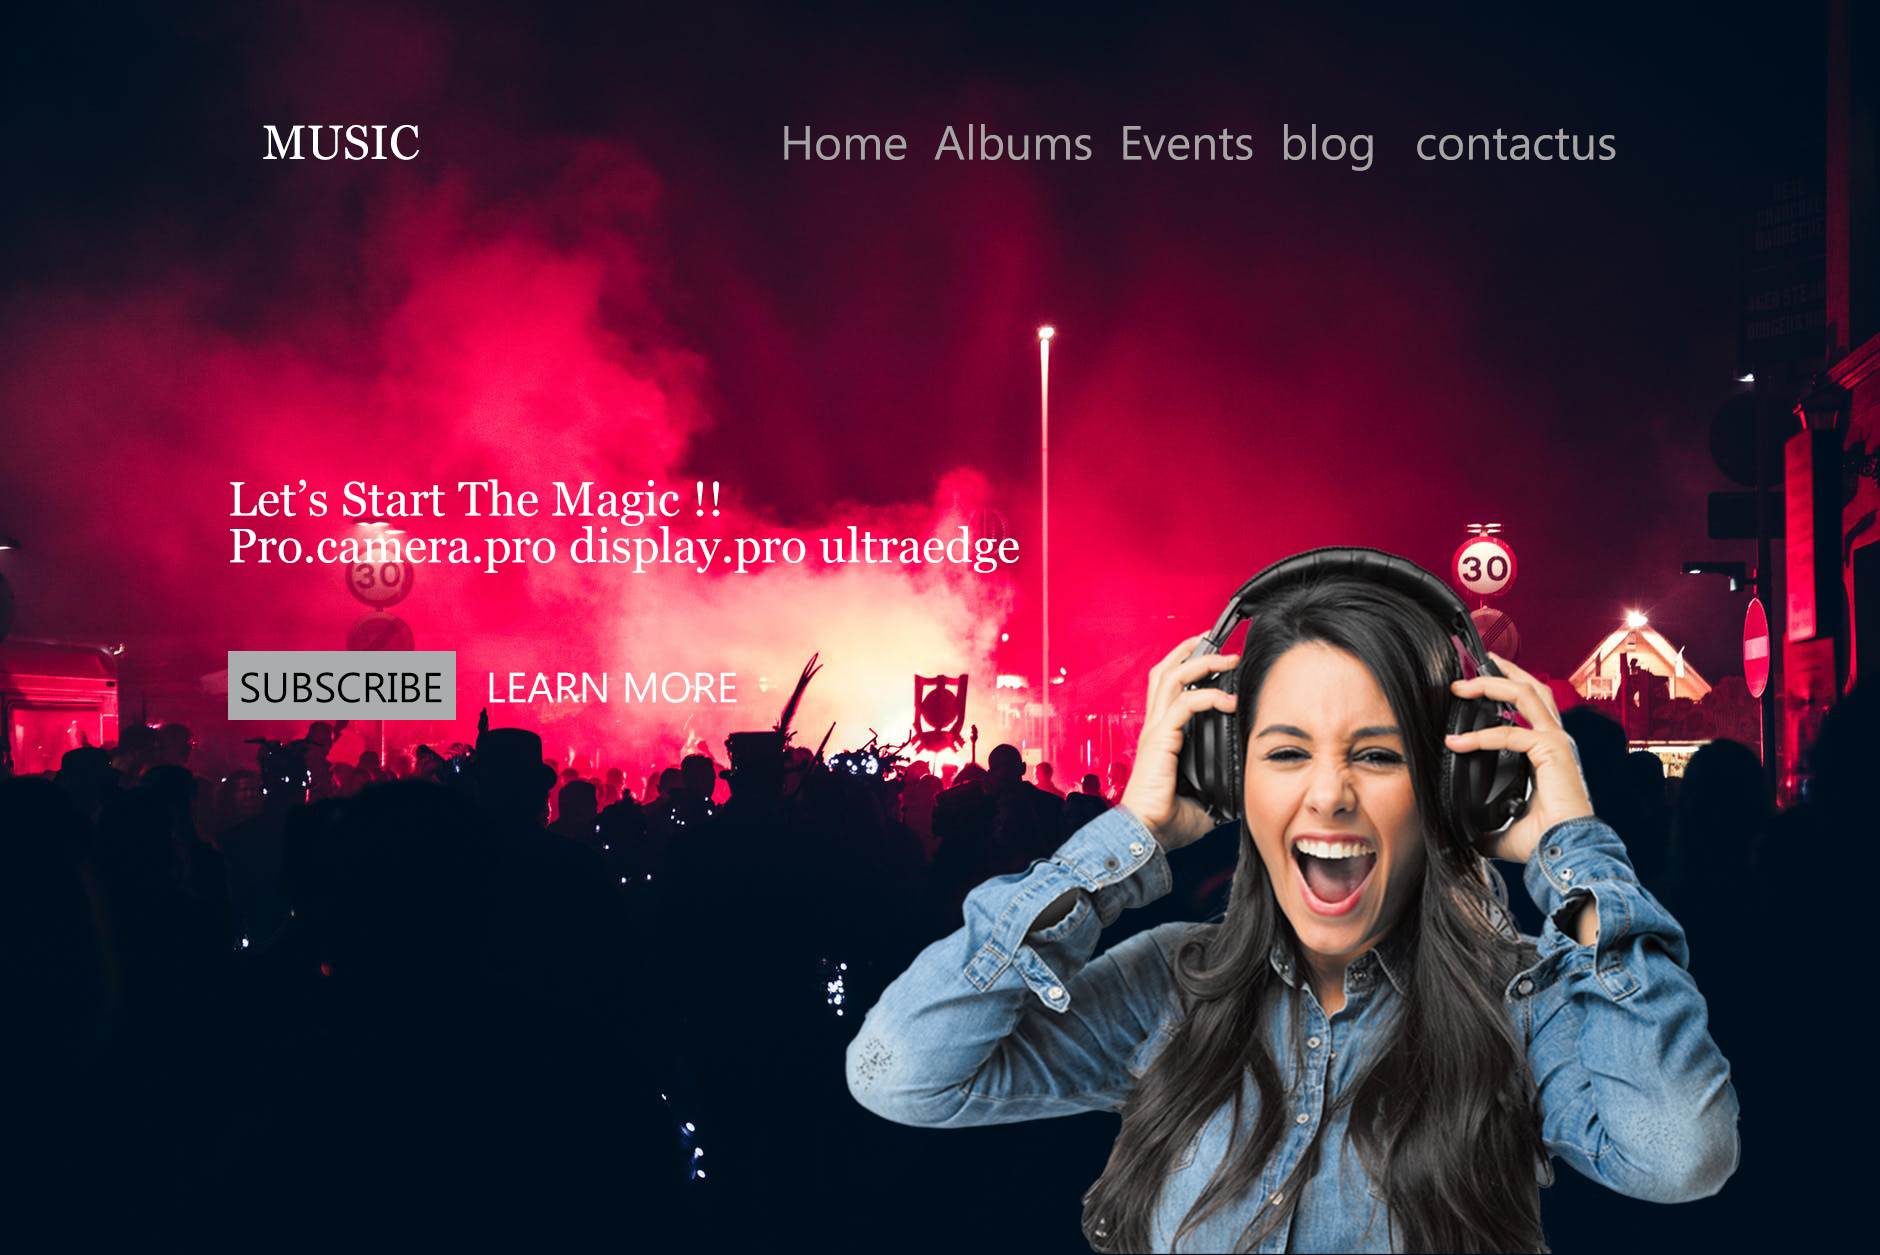 MUSIC
Home Albums Events blog contactus
Let’s Start The Magic !!
Pro.camera.pro display.pro ultraedge
30
30
SUBSCRIBE LEARN MORE